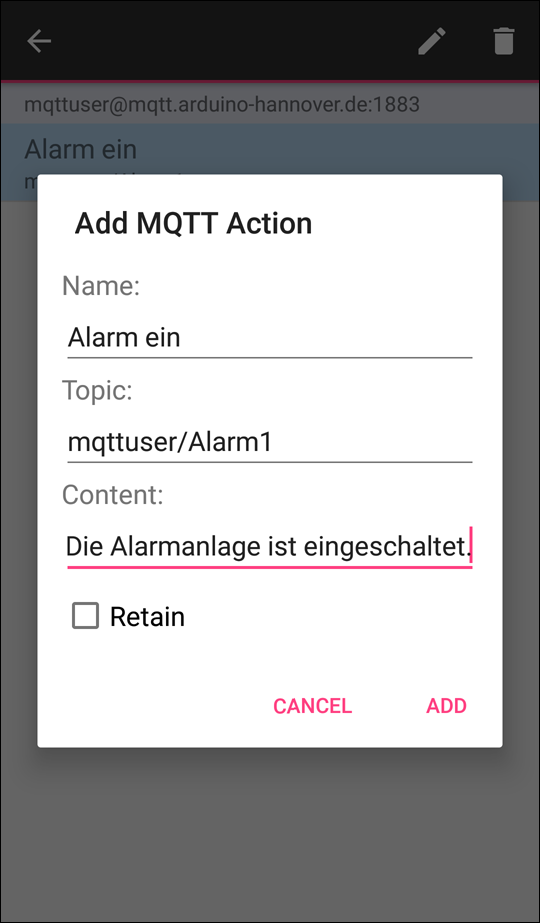 mqttuser@mqtt.arduino-hannover.de:1883
Alarm ein
Add MQTT Action
Name:
Alarm ein
Topic:
mqttuser/Alarm1
Content:
Die Alarmanlage ist eingeschaltet.
Retain
CANCEL ADD